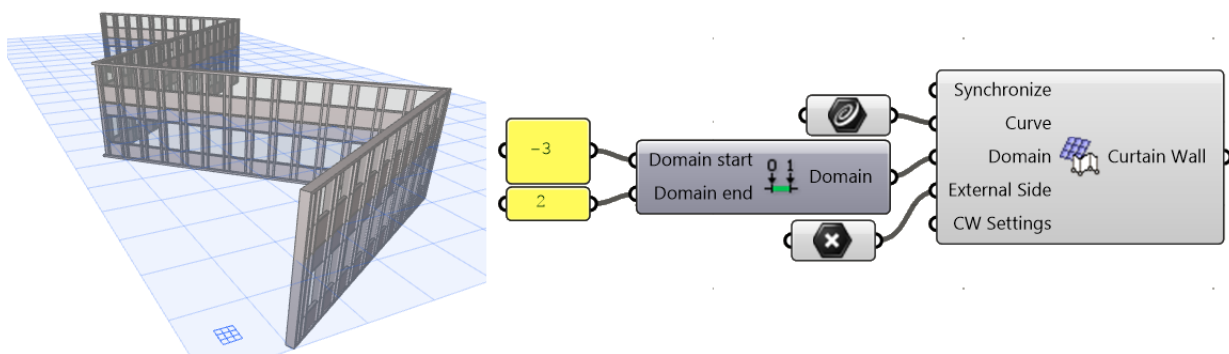 -3
2
Domain start
Domain end
0 1
Domain
Synchronize
Curve
Domain
External Side
CW Settings
Curtain Wall